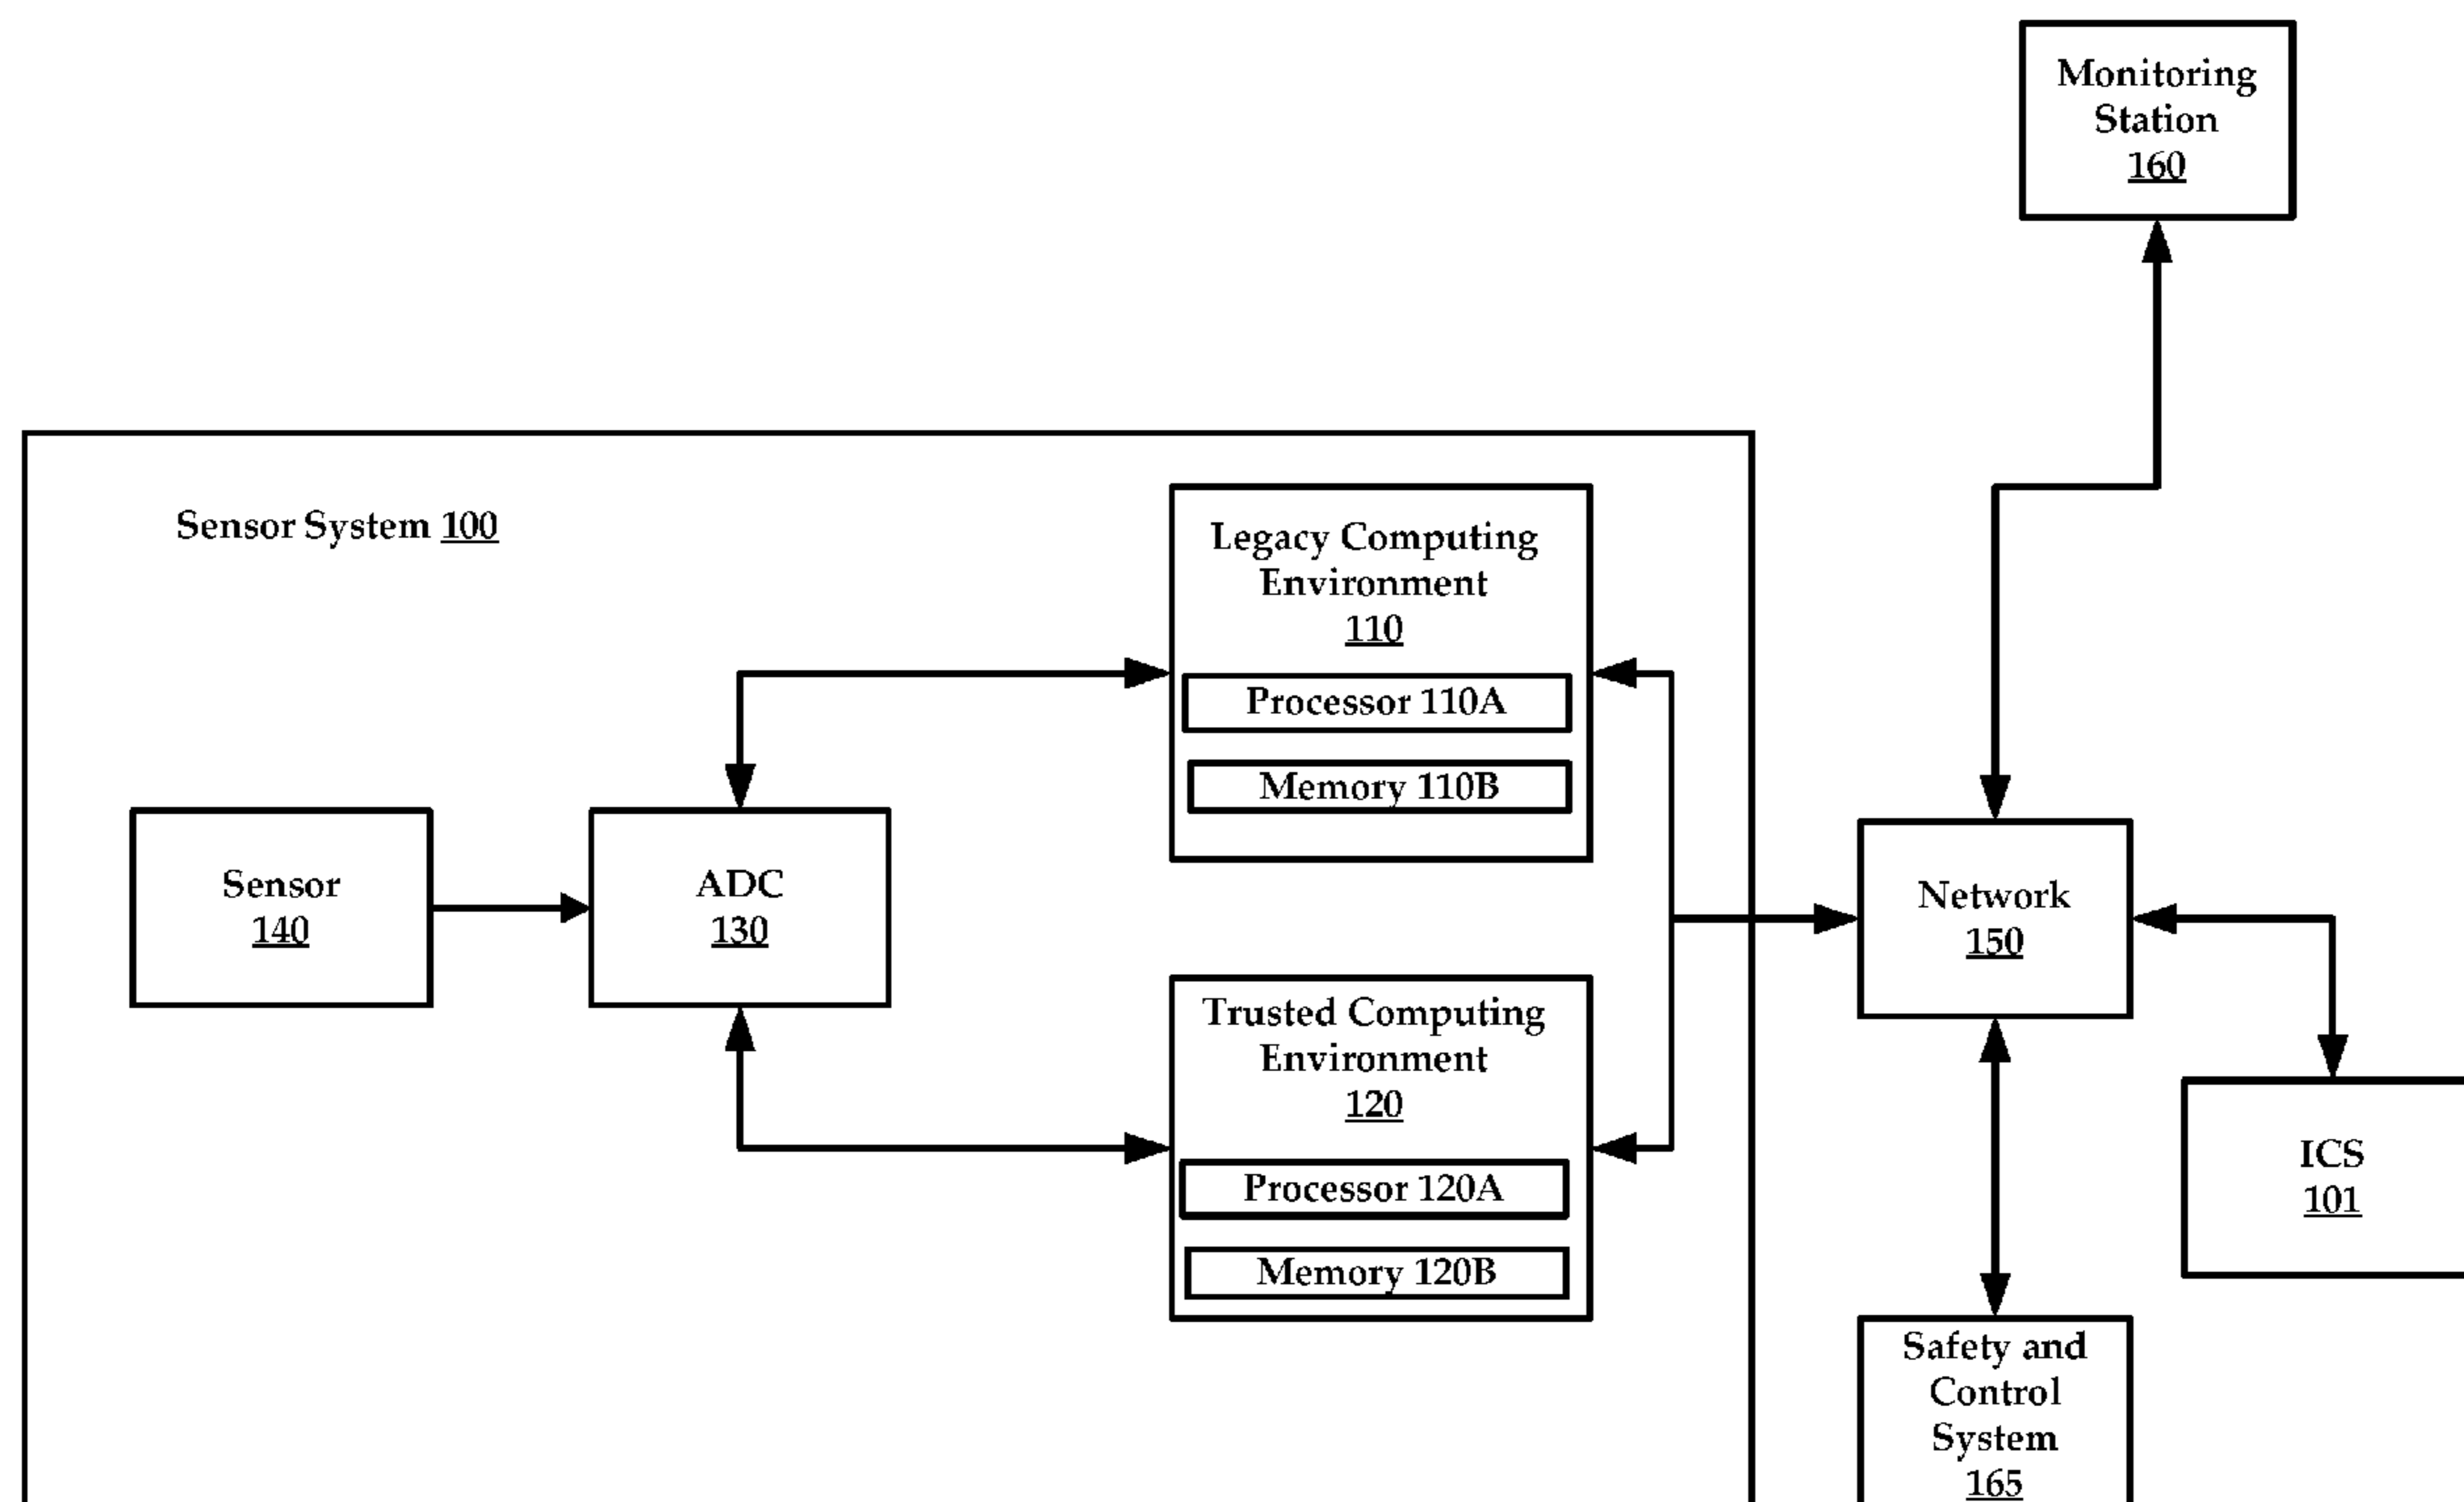 Monitoring
Station
160
Sensor System 100
Legacy Computing
Environment
110
Processor 110A
Memory 110B
Sensor
140
ADC
130
Network
150
Trusted Computing
Environment
120
Processor 120A
Memory 120B
ICS
101
Safety and
Control
System
165